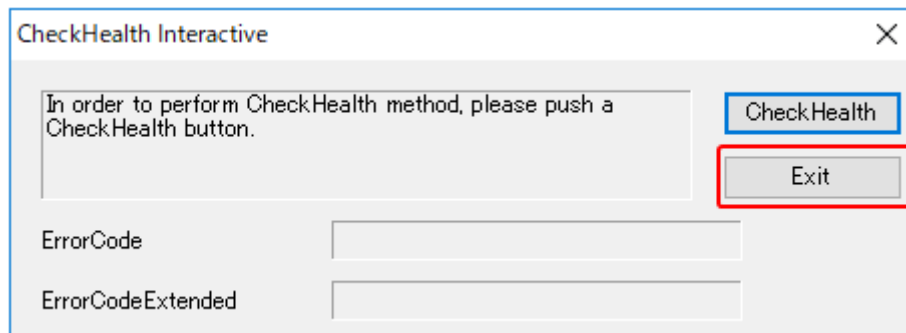 CheckHealth Interactive
In order to perform CheckHealth method, please push a
CheckHealth button.
CheckHealth
Exit
ErrorCode
ErrorCodeExtended